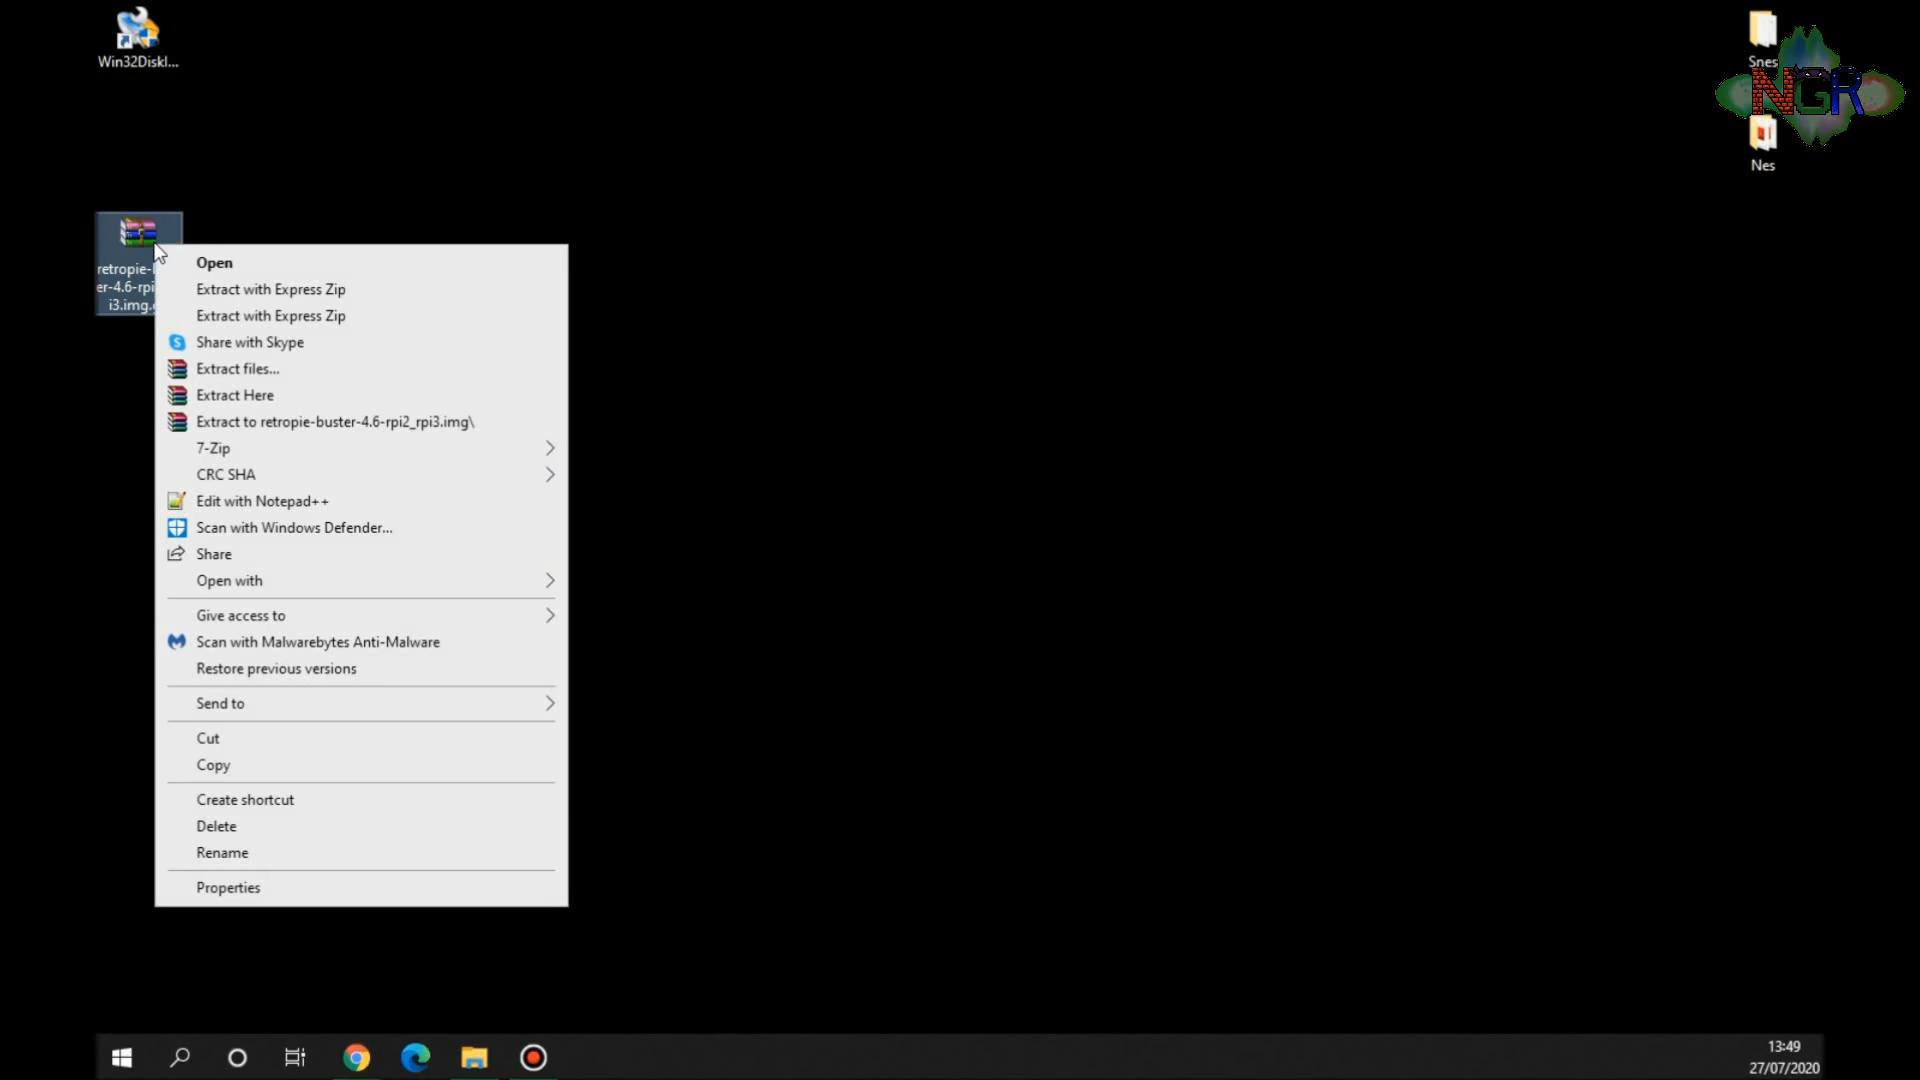 Win32DiskI...
Snes
NGR
Nes
retropie-
er-4.6-rpi
i3.img.
Open
Extract with Express Zip
Extract with Express Zip
Share with Skype
Extract files...
Extract Here
Extract to retropie-buster-4.6-rpi2_rpi3.img\
7-Zip
CRC SHA
Edit with Notepad++
Scan with Windows Defender...
Share
Open with
Give access to
Scan with Malwarebytes Anti-Malware
Restore previous versions
Send to
Cut
Copy
Create shortcut
Delete
Rename
Properties
13:49
27/07/2020